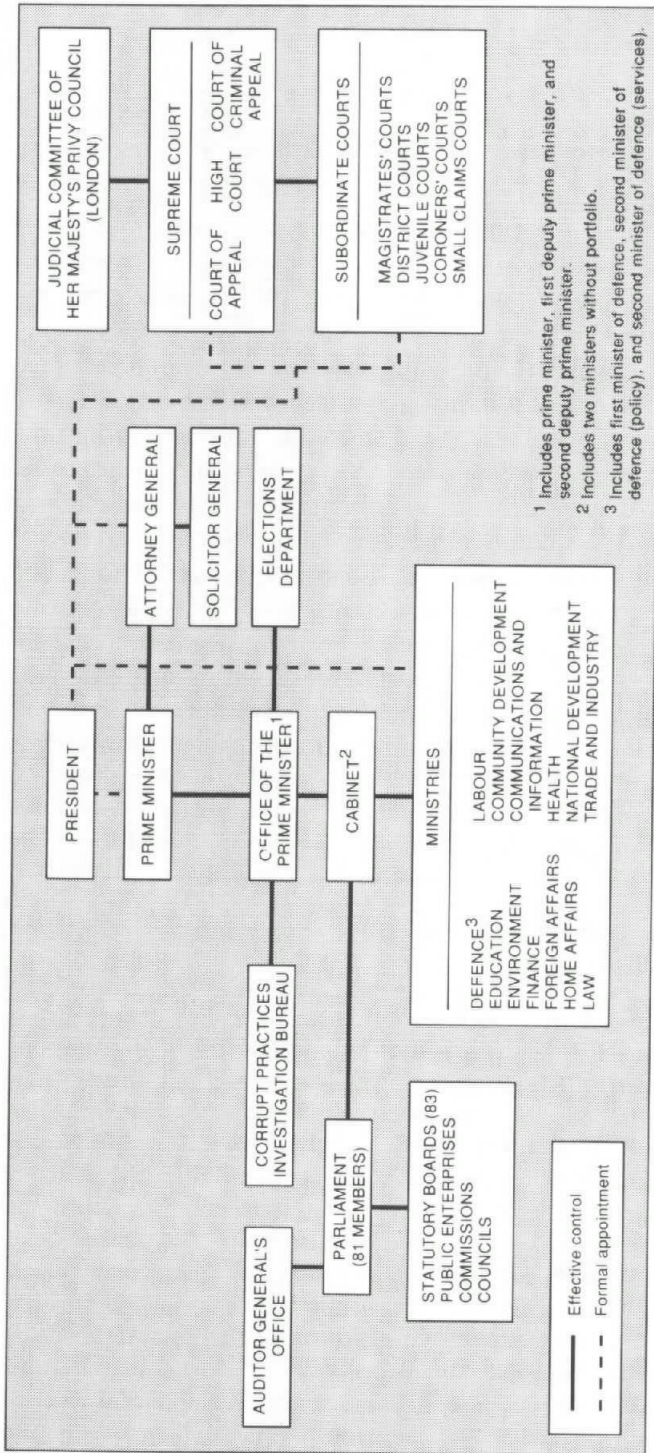 JUDICIAL COMMITTEE OF
HER MAJESTY'S PRIVY COUNCIL
(LONDON)
PRESIDENT
SUPREME COURT
COURT OF
APPEAL
HIGH
COURT
COURT OF
CRIMINAL
APPEAL
PRIME MINISTER
ATTORNEY GENERAL
SOLICITOR GENERAL
AUDITOR GENERAL'S
OFFICE
CORRUPT PRACTICES
INVESTIGATION BUREAU
OFFICE OF THE
PRIME MINISTER¹
ELECTIONS
DEPARTMENT
SUBORDINATE COURTS
MAGISTRATES' COURTS
DISTRICT COURTS
JUVENILE COURTS
CORONERS' COURTS
SMALL CLAIMS COURTS
PARLIAMENT
(81 MEMBERS)
CABINET²
STATUTORY BOARDS (83)
PUBLIC ENTERPRISES
COMMISSIONS
COUNCILS
MINISTRIES
DEFENCE³
EDUCATION
ENVIRONMENT
FINANCE
FOREIGN AFFAIRS
HOME AFFAIRS
LAW
LABOUR
COMMUNITY DEVELOPMENT
COMMUNICATIONS AND
INFORMATION
HEALTH
NATIONAL DEVELOPMENT
TRADE AND INDUSTRY
Effective control
Formal appointment
¹ Includes prime minister, first deputy prime minister, and
second deputy prime minister.
² Includes two ministers without portfolio.
³ Includes first minister of defence, second minister of
defence (policy), and second minister of defence (services).